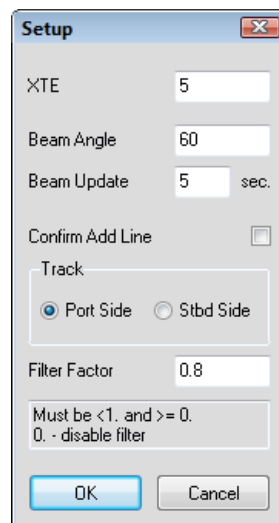 Setup
XTE 5
Beam Angle 60
Beam Update 5 sec.
Confirm Add Line
Track
Port Side Stbd Side
Filter Factor 0.8
Must be <1. and >= 0.
0. - disable filter
OK Cancel